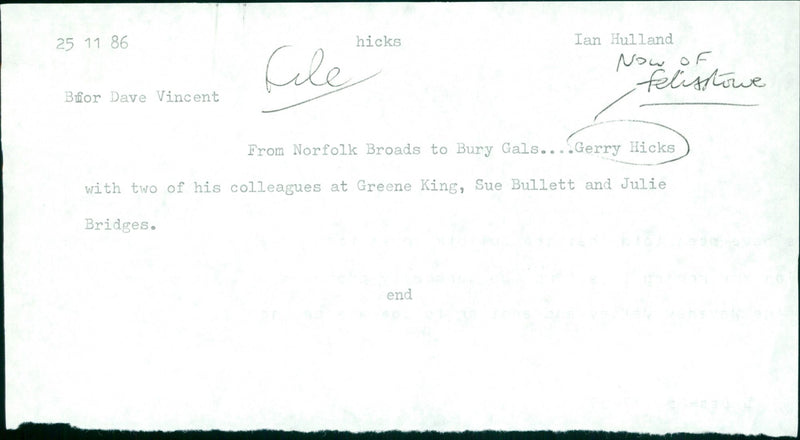 25 11 86 hicks Ian Hulland
File Now of Felixstowe
for Dave Vincent
From Norfolk Broads to Bury Gals....Gerry Hicks
with two of his colleagues at Greene King, Sue Bullett and Julie
Bridges.
end